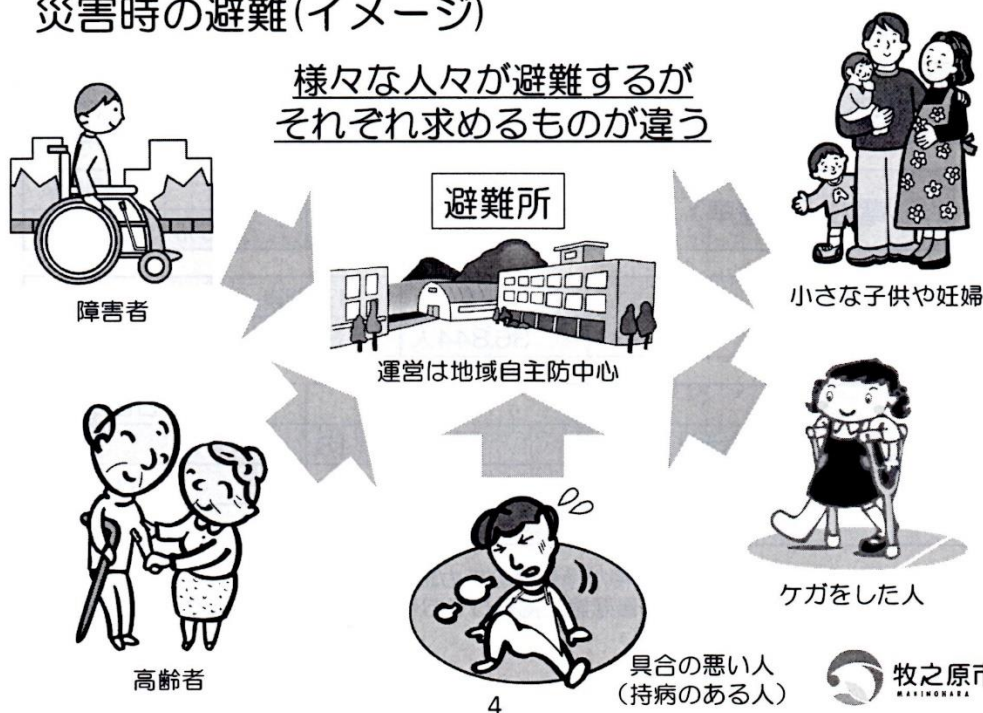 災害時の避難(イメージ)
様々な人々が避難するが
それぞれ求めるものが違う
避難所
障害者
小さな子供や妊婦
運営は地域自主防中心
ケガをした人
高齢者
具合の悪い人
(持病のある人)
4
牧之原市
MAKINOHARA